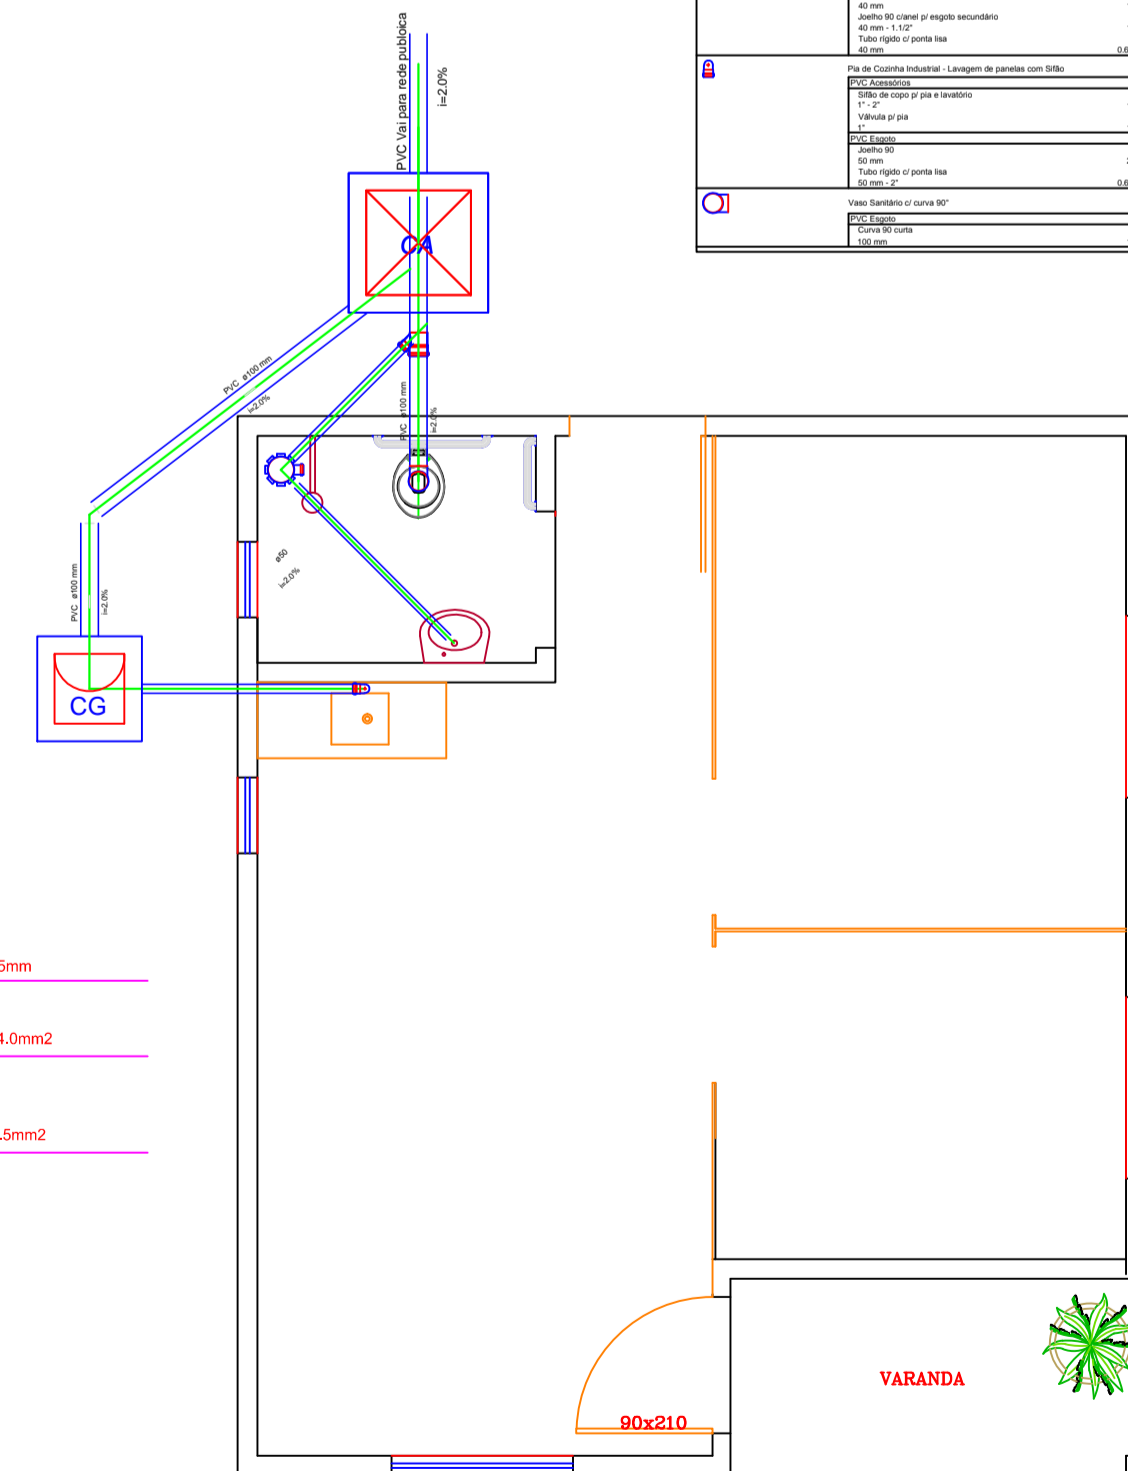 40 mm
Joelho 90 c/anel p/ esgoto secundário
40 mm - 1.1/2"
Tubo rígido c/ ponta lisa
40 mm
Pia de Cozinha Industrial - Lavagem de panelas com Sifão
PVC Acessórios
Sifão de copo p/ pia e lavatório
1" - 2"
Válvula p/ pia
1"
PVC Esgoto
Joelho 90
50 mm
Tubo rígido c/ ponta lisa
50 mm - 2"
Vaso Sanitário c/ curva 90°
PVC Esgoto
Curva 90 curta
100 mm
PVC Vai para rede publoica
i=2.0%
CA
PVC ø100 mm
i=2.0%
PVC ø100 mm
i=2.0%
ø50
i=2.0%
PVC ø100 mm
i=2.0%
CG
5mm
4.0mm2
.5mm2
VARANDA
90x210